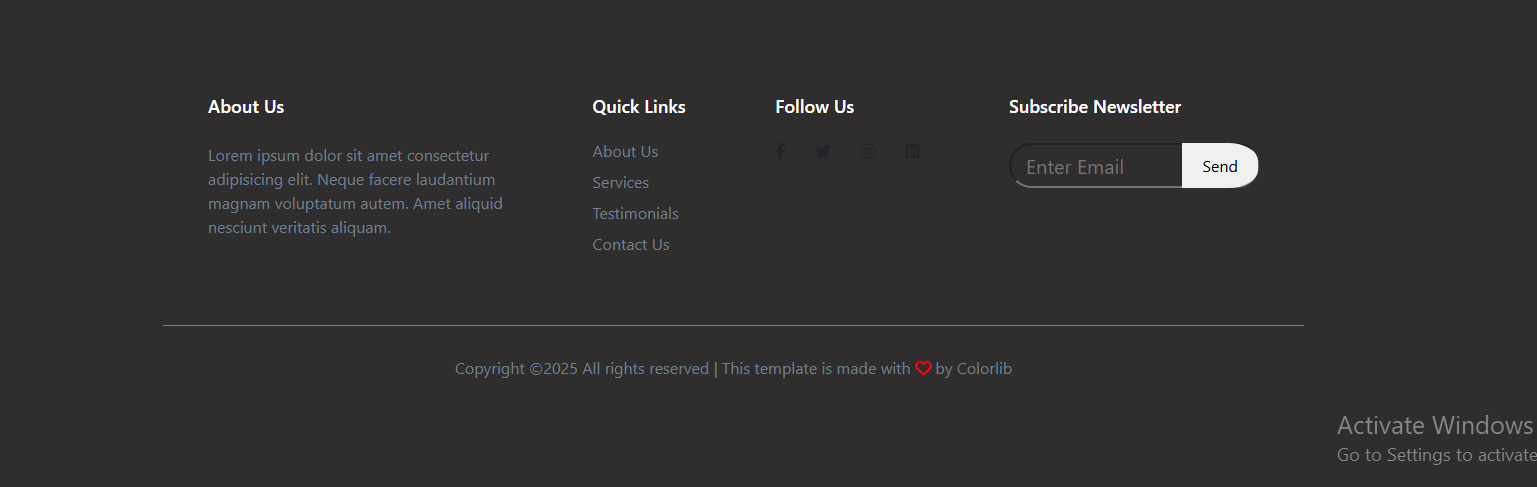 About Us
Lorem ipsum dolor sit amet consectetur
adipisicing elit. Neque facere laudantium
magnam voluptatum autem. Amet aliquid
nesciunt veritatis aliquam.
Quick Links
About Us
Services
Testimonials
Contact Us
Follow Us
Subscribe Newsletter
Enter Email
Send
Copyright ©2025 All rights reserved | This template is made with by Colorlib
Activate Windows
Go to Settings to activate